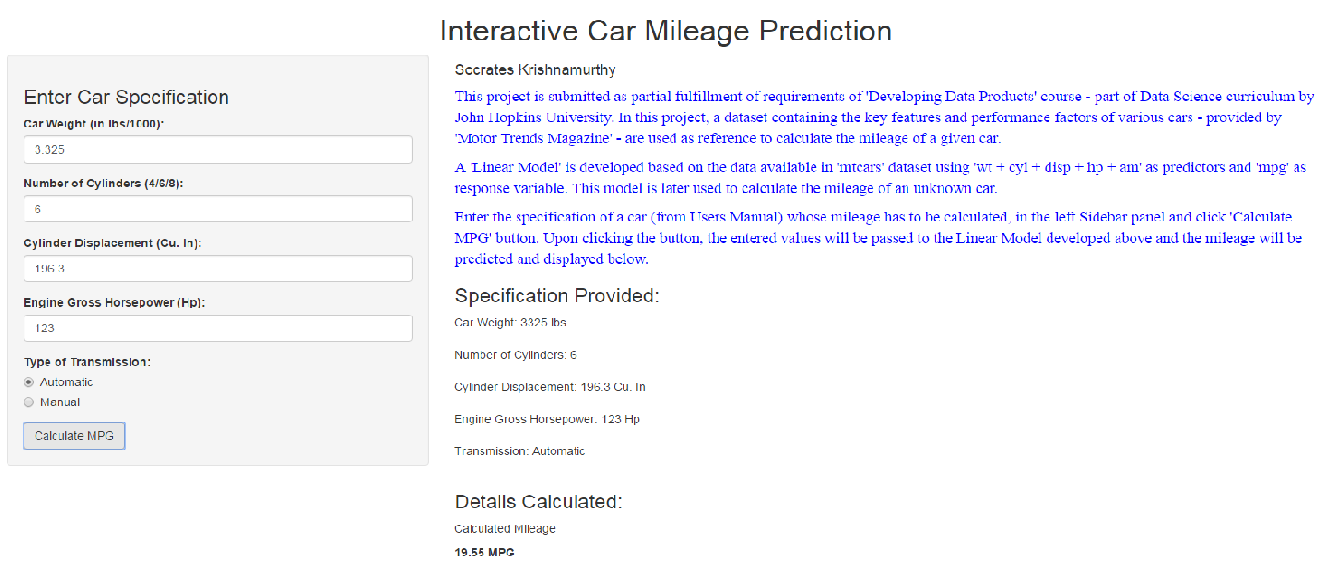 Interactive Car Mileage Prediction
Enter Car Specification
Car Weight (in lbs/1000):
3.325
Number of Cylinders (4/6/8):
6
Cylinder Displacement (Cu. In):
196.3
Engine Gross Horsepower (Hp):
123
Type of Transmission:
Automatic
Manual
Calculate MPG
Socrates Krishnamurthy
This project is submitted as partial fulfillment of requirements of 'Developing Data Products' course - part of Data Science curriculum by
John Hopkins University. In this project, a dataset containing the key features and performance factors of various cars - provided by
'Motor Trends Magazine' - are used as reference to calculate the mileage of a given car.
A 'Linear Model' is developed based on the data available in 'mtcars' dataset using 'wt + cyl + disp + hp + am' as predictors and 'mpg' as
response variable. This model is later used to calculate the mileage of an unknown car.
Enter the specification of a car (from Users Manual) whose mileage has to be calculated, in the left Sidebar panel and click 'Calculate
MPG' button. Upon clicking the button, the entered values will be passed to the Linear Model developed above and the mileage will be
predicted and displayed below.
Specification Provided:
Car Weight: 3325 lbs
Number of Cylinders: 6
Cylinder Displacement: 196.3 Cu. In
Engine Gross Horsepower: 123 Hp
Transmission: Automatic
Details Calculated:
Calculated Mileage
19.55 MPG